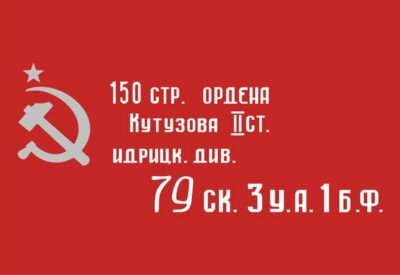 150 СТР. ОРДЕНА
КУТУЗОВА II СТ.
ИДРИЦК. ДИВ.
79 СК. 3 У.А. 1 Б.Ф.